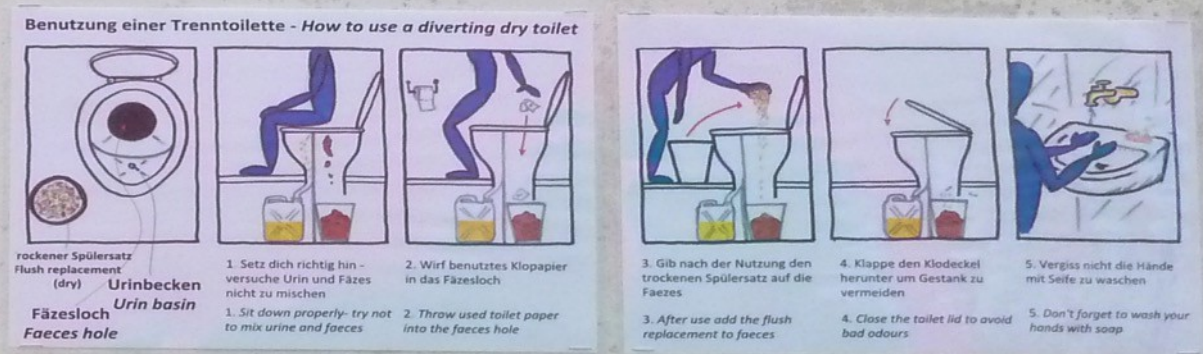 Benutzung einer Trenntoilette - How to use a diverting dry toilet
rockener Spülersatz
Flush replacement
(dry)
Urinbecken
Urin basin
Fäzesloch
Faeces hole
1. Setz dich richtig hin -
versuche Urin und Fäzes
nicht zu mischen
1. Sit down properly- try not
to mix urine and faeces
2. Wirf benutztes Klopapier
in das Fäzesloch
2. Throw used toilet paper
into the faeces hole
3. Gib nach der Nutzung den
trockenen Spülersatz auf die
Faezes
3. After use add the flush
replacement to faeces
4. Klappe den Klodeckel
herunter um Gestank zu
vermeiden
4. Close the toilet lid to avoid
bad odours
5. Vergiss nicht die Hände
mit Seife zu waschen
5. Don't forget to wash your
hands with soap